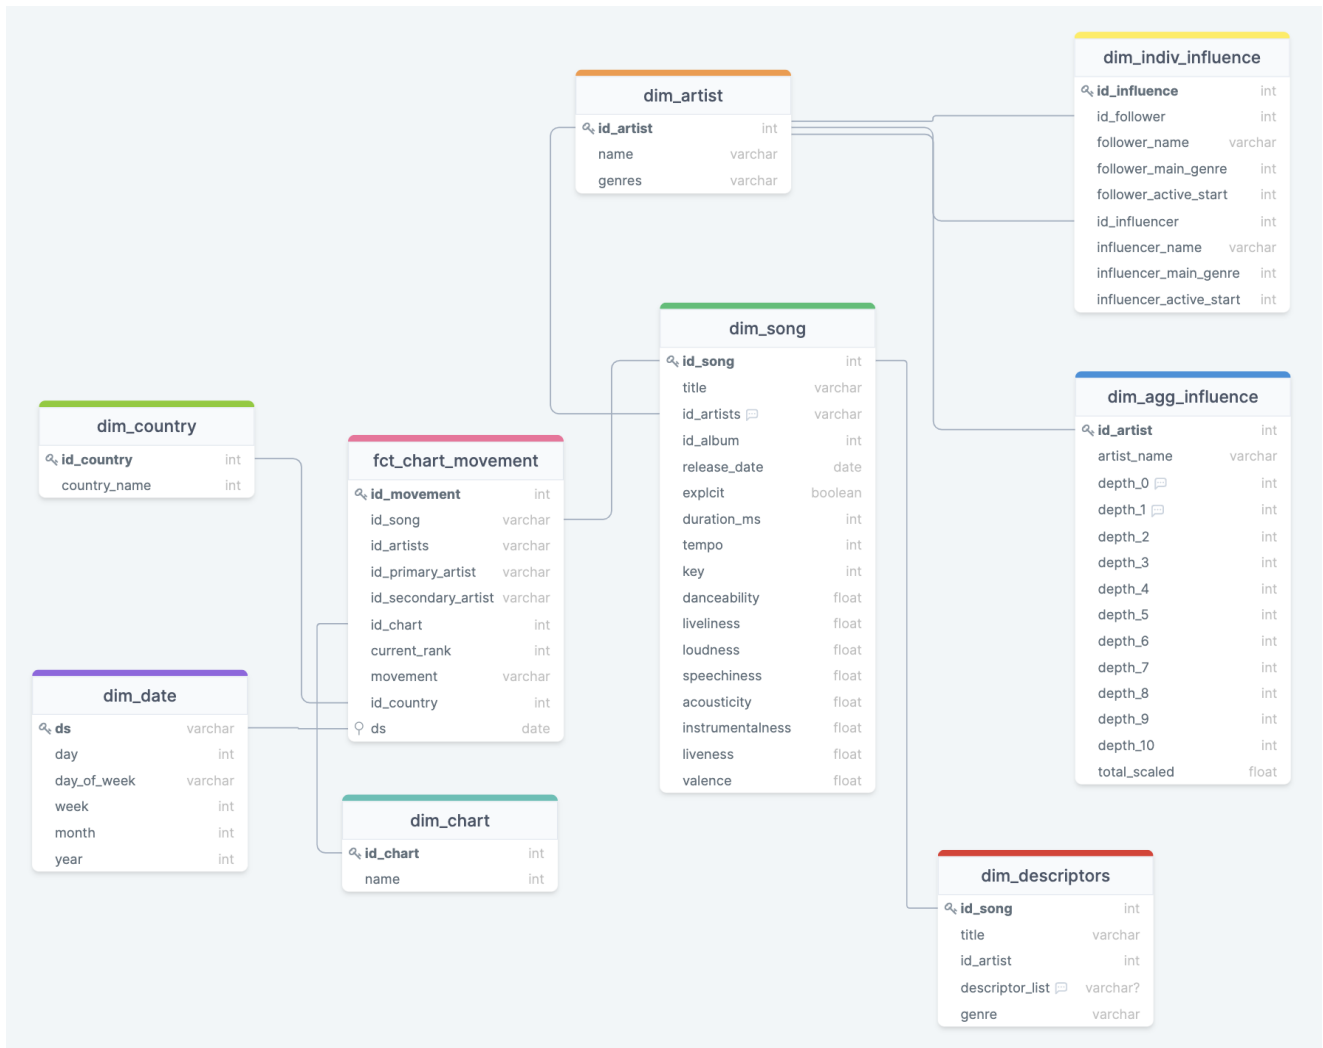 dim_artist
id_artist int
name varchar
genres varchar
dim_indiv_influence
id_influence int
id_follower int
follower_name varchar
follower_main_genre int
follower_active_start int
id_influencer int
influencer_name varchar
influencer_main_genre int
influencer_active_start int
dim_song
id_song int
title varchar
id_artists varchar
id_album int
release_date date
explcit boolean
duration_ms int
tempo int
key int
danceability float
liveliness float
loudness float
speechiness float
acousticity float
instrumentalness float
liveness float
valence float
dim_agg_influence
id_artist int
artist_name varchar
depth_0 int
depth_1 int
depth_2 int
depth_3 int
depth_4 int
depth_5 int
depth_6 int
depth_7 int
depth_8 int
depth_9 int
depth_10 int
total_scaled float
dim_country
id_country int
country_name int
fct_chart_movement
id_movement int
id_song varchar
id_artists varchar
id_primary_artist varchar
id_secondary_artist varchar
id_chart int
current_rank int
movement varchar
id_country int
ds date
dim_date
ds varchar
day int
day_of_week varchar
week int
month int
year int
dim_chart
id_chart int
name int
dim_descriptors
id_song int
title varchar
id_artist int
descriptor_list varchar?
genre varchar